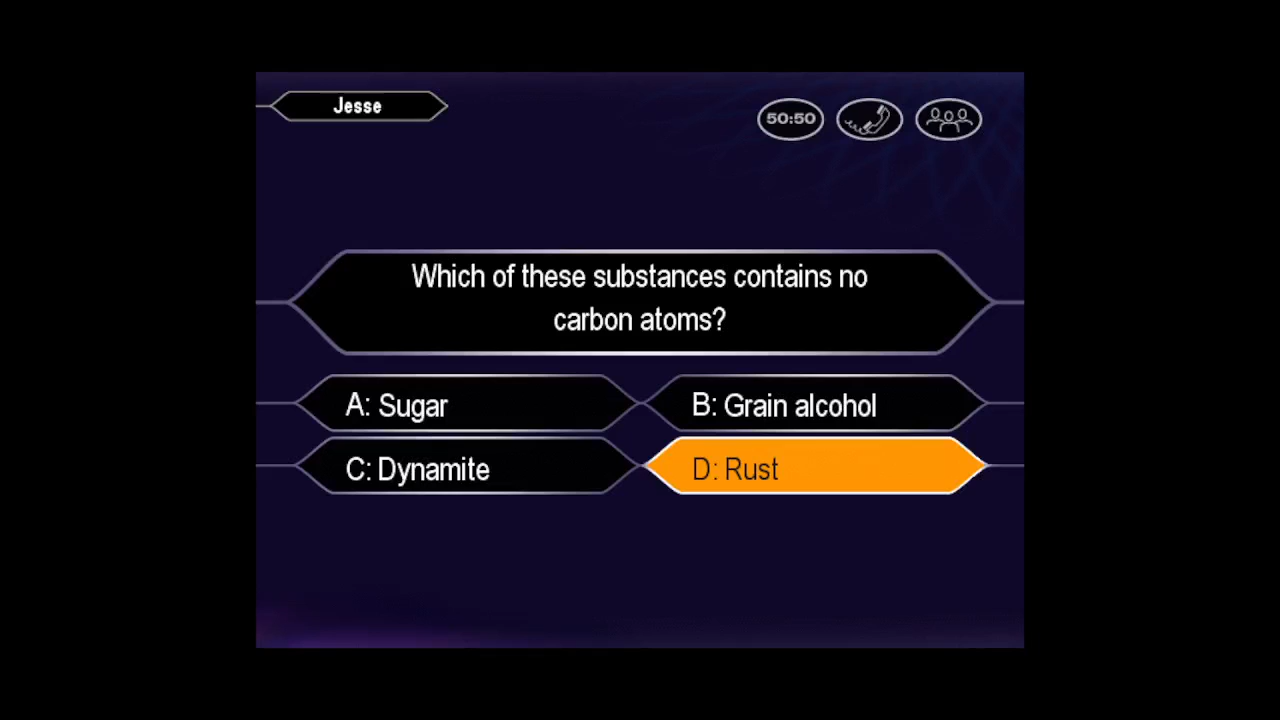 Jesse
50:50
Which of these substances contains no
carbon atoms?
A: Sugar
B: Grain alcohol
C: Dynamite
D: Rust